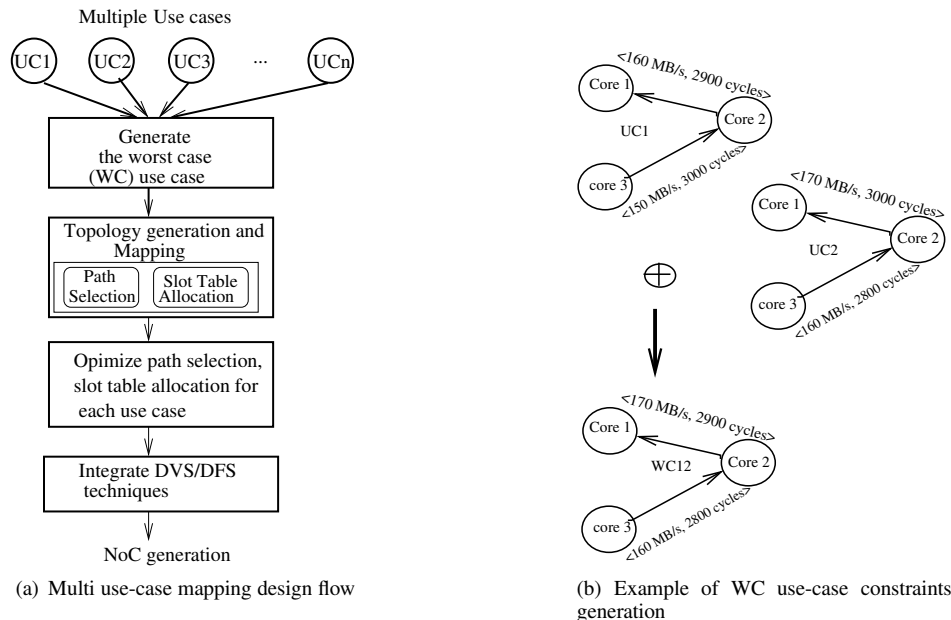 Multiple Use cases
UC1 UC2 UC3 ... UCn
Generate
the worst case
(WC) use case
Topology generation and
Mapping
Path
Selection
Slot Table
Allocation
Opimize path selection,
slot table allocation for
each use case
Integrate DVS/DFS
techniques
NoC generation
(a) Multi use-case mapping design flow
<160 MB/s, 2900 cycles>
Core 1
Core 2
UC1
core 3
<150 MB/s, 3000 cycles>
<170 MB/s, 3000 cycles>
Core 1
Core 2
UC2
core 3
<160 MB/s, 2800 cycles>
<170 MB/s, 2900 cycles>
Core 1
Core 2
WC12
core 3
<160 MB/s, 2800 cycles>
(b) Example of WC use-case constraints
generation